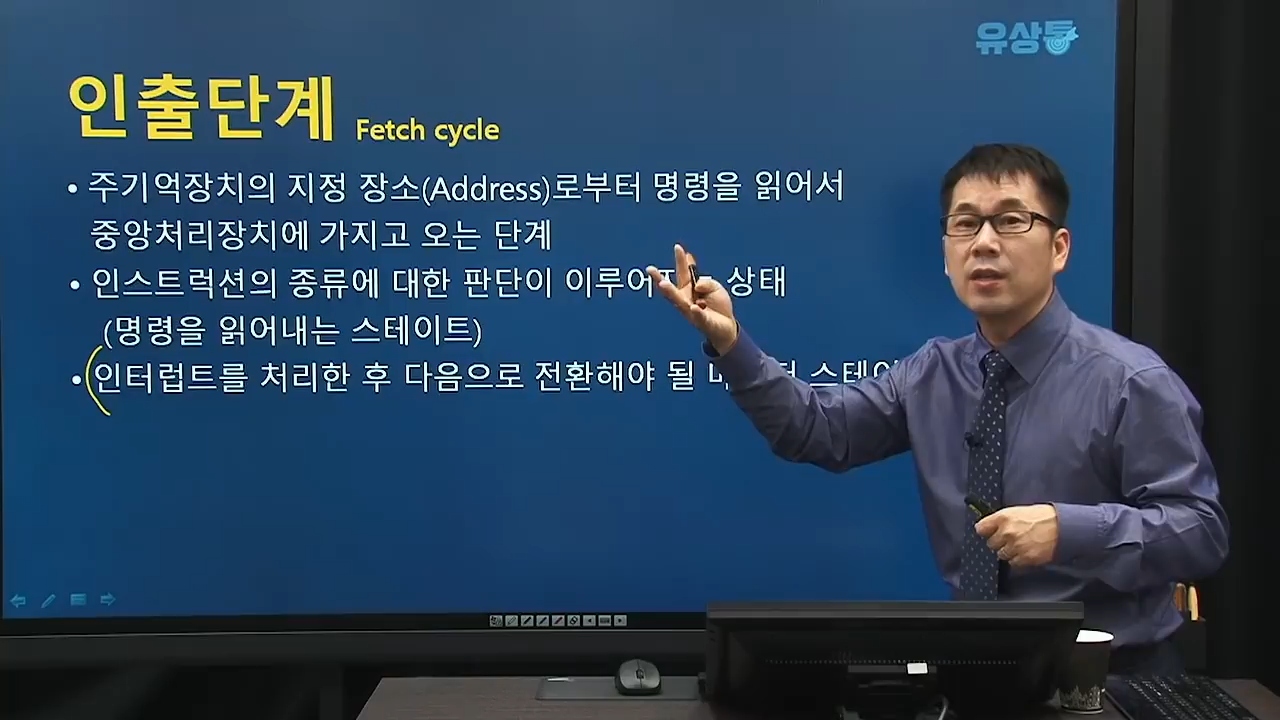 유상통
인출단계 Fetch cycle
• 주기억장치의 지정 장소(Address)로부터 명령을 읽어서
중앙처리장치에 가지고 오는 단계
• 인스트럭션의 종류에 대한 판단이 이루어 상태
(명령을 읽어내는 스테이트)
• 인터럽트를 처리한 후 다음으로 전환해야 될